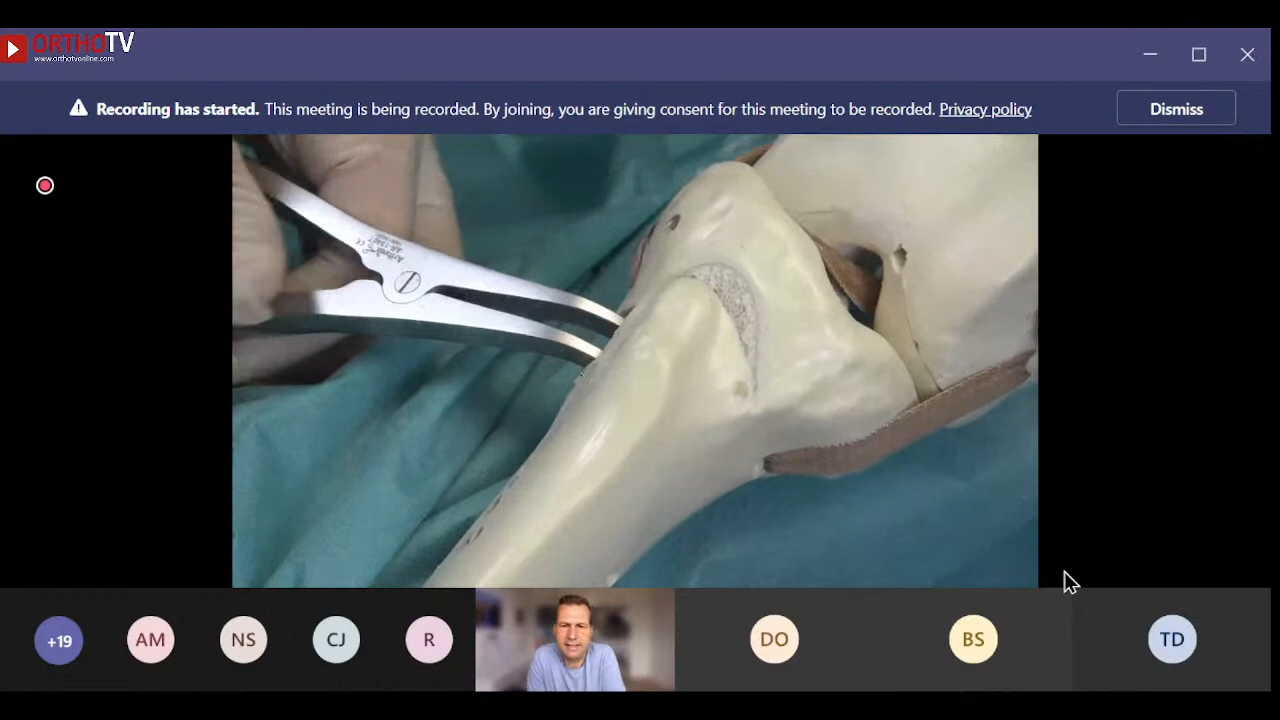 ORTHOTV
www.orthotvonline.com
Recording has started. This meeting is being recorded. By joining, you are giving consent for this meeting to be recorded. Privacy policy
Dismiss
+19
AM
NS
CJ
R
DO
BS
TD